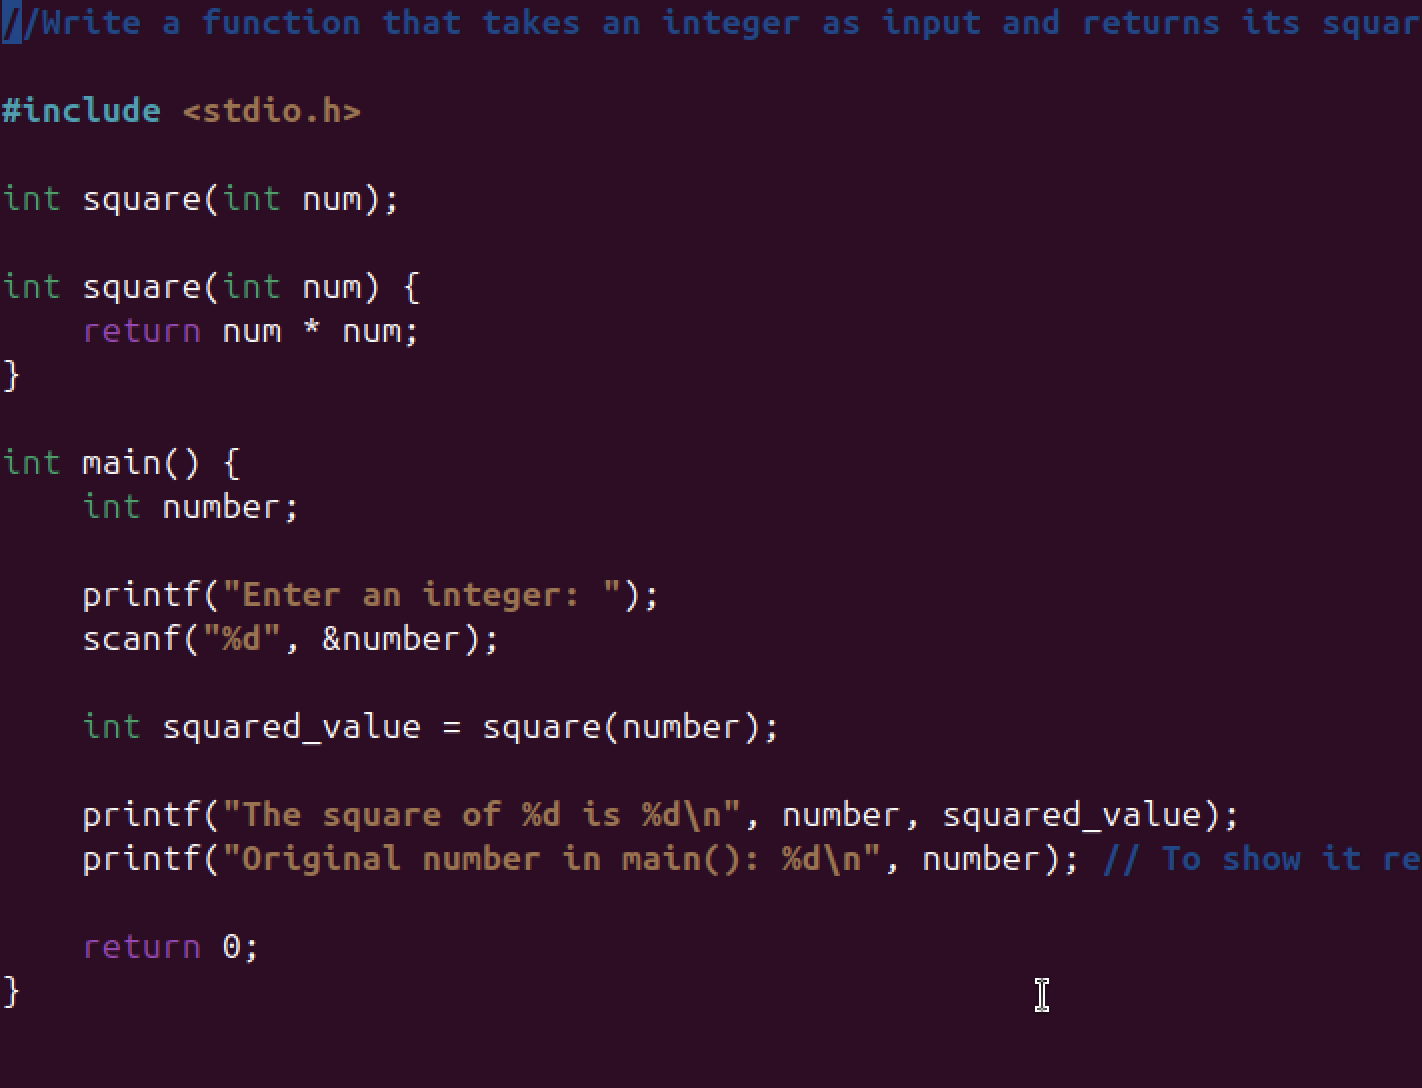 //Write a function that takes an integer as input and returns its squar
#include <stdio.h>
int square(int num);
int square(int num) {
    return num * num;
}
int main() {
    int number;
    printf("Enter an integer: ");
    scanf("%d", &number);
    int squared_value = square(number);
    printf("The square of %d is %d\n", number, squared_value);
    printf("Original number in main(): %d\n", number); // To show it re
    return 0;
}